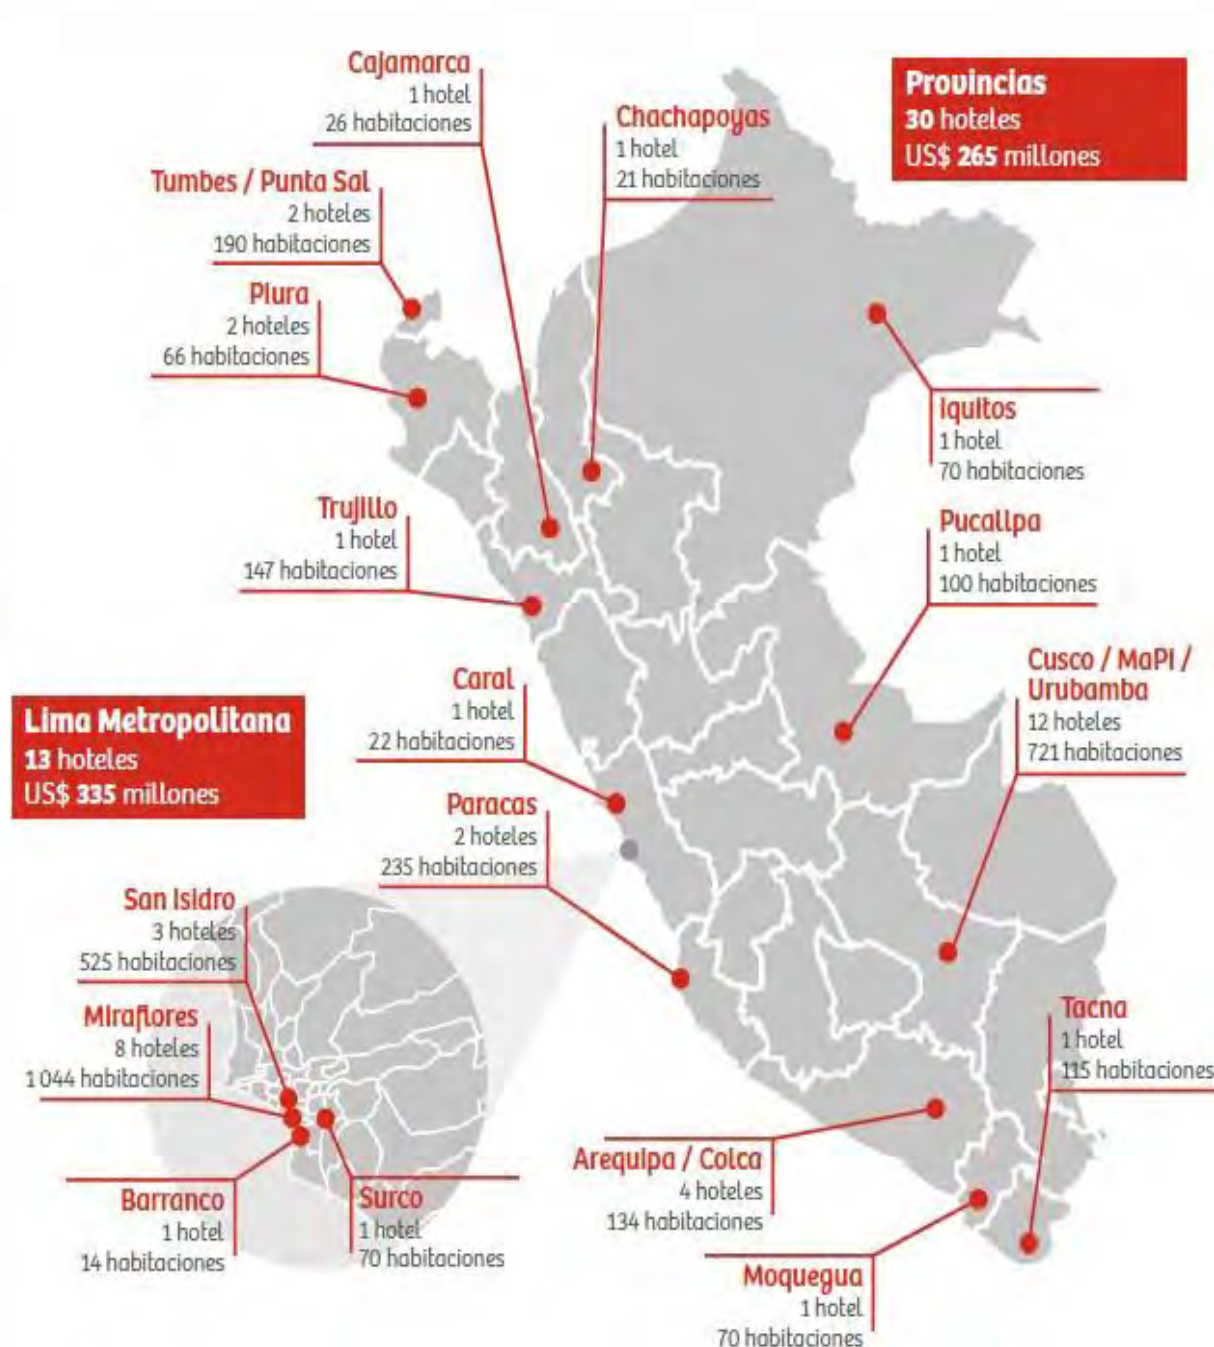 Cajamarca
1 hotel
26 habitaciones
Chachapoyas
1 hotel
21 habitaciones
Provincias
30 hoteles
US$ 265 millones
Tumbes / Punta Sal
2 hoteles
190 habitaciones
Piura
2 hoteles
66 habitaciones
Iquitos
1 hotel
70 habitaciones
Trujillo
1 hotel
147 habitaciones
Pucallpa
1 hotel
100 habitaciones
Cusco / MaPi /
Urubamba
12 hoteles
721 habitaciones
Caral
1 hotel
22 habitaciones
Lima Metropolitana
13 hoteles
US$ 335 millones
Paracas
2 hoteles
235 habitaciones
San Isidro
3 hoteles
525 habitaciones
Miraflores
8 hoteles
1 044 habitaciones
Tacna
1 hotel
115 habitaciones
Barranco
1 hotel
14 habitaciones
Surco
1 hotel
70 habitaciones
Arequipa / Colca
4 hoteles
134 habitaciones
Moquegua
1 hotel
70 habitaciones